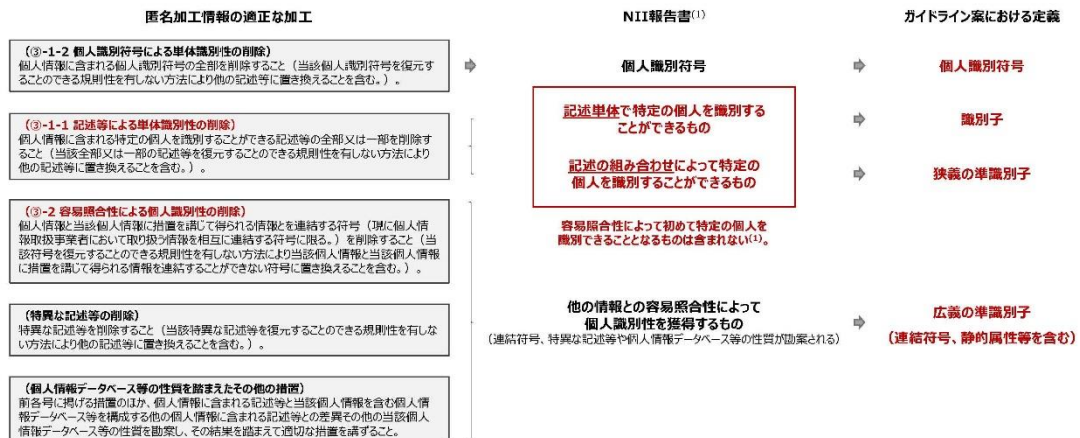 匿名加工情報の適正な加工
NII報告書(1)
ガイドライン案における定義
(③-1-2 個人識別符号による単体識別性の削除)
個人情報に含まれる個人識別符号の全部を削除すること(当該個人識別符号を復元す
ることのできる規則性を有しない方法により他の記述等に置き換えることを含む。)。
個人識別符号
個人識別符号
(③-1-1 記述等による単体識別性の削除)
個人情報に含まれる特定の個人を識別することができる記述等の全部又は一部を削除す
ること(当該全部又は一部の記述等を復元することのできる規則性を有しない方法により
他の記述等に置き換えることを含む。)。
記述単体で特定の個人を識別する
ことができるもの
識別子
記述の組み合わせによって特定の
個人を識別することができるもの
狭義の準識別子
(③-2 容易照合性による個人識別性の削除)
個人情報と当該個人情報に措置を講じて得られる情報とを連結する符号(現に個人情
報取扱事業者において取り扱う情報を相互に連結する符号に限る。)を削除すること(当
該符号を復元することのできる規則性を有しない方法により当該個人情報と当該個人情報
に措置を講じて得られる情報を連結することができない符号に置き換えることを含む。)。
容易照合性によって初めて特定の個人を
識別できることとなるものは含まれない(1)。
(特異な記述等の削除)
特異な記述等を削除すること(当該特異な記述等を復元することのできる規則性を有しな
い方法により他の記述等に置き換えることを含む。)。
他の情報との容易照合性によって
個人識別性を獲得するもの
(連結符号、特異な記述等や個人情報データベース等の性質が勘案される)
広義の準識別子
(連結符号、静的属性等を含む)
(個人情報データベース等の性質を踏まえたその他の措置)
前各号に掲げる措置のほか、個人情報に含まれる記述等と当該個人情報を含む個人情
報データベース等を構成する他の個人情報に含まれる記述等との差異その他の当該個人
情報データベース等の性質を勘案し、その結果を踏まえて適切な措置を講ずること。